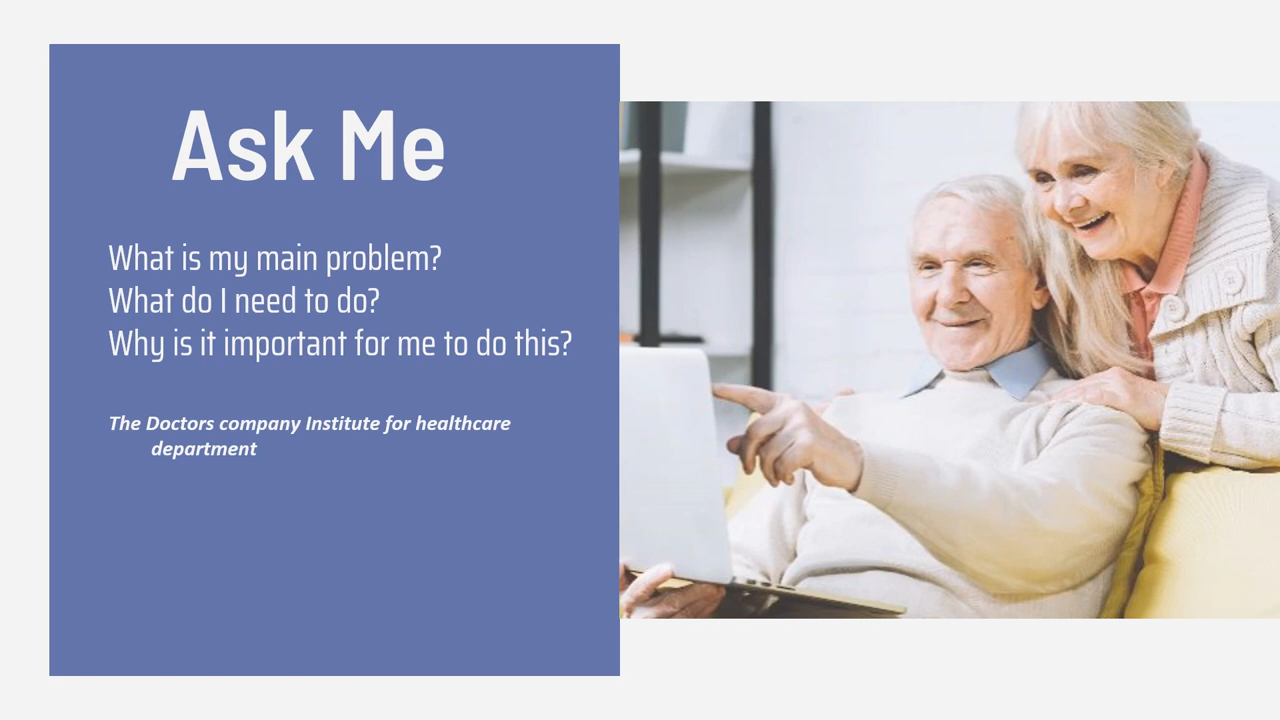 Ask Me
What is my main problem?
What do I need to do?
Why is it important for me to do this?
The Doctors company Institute for healthcare
department